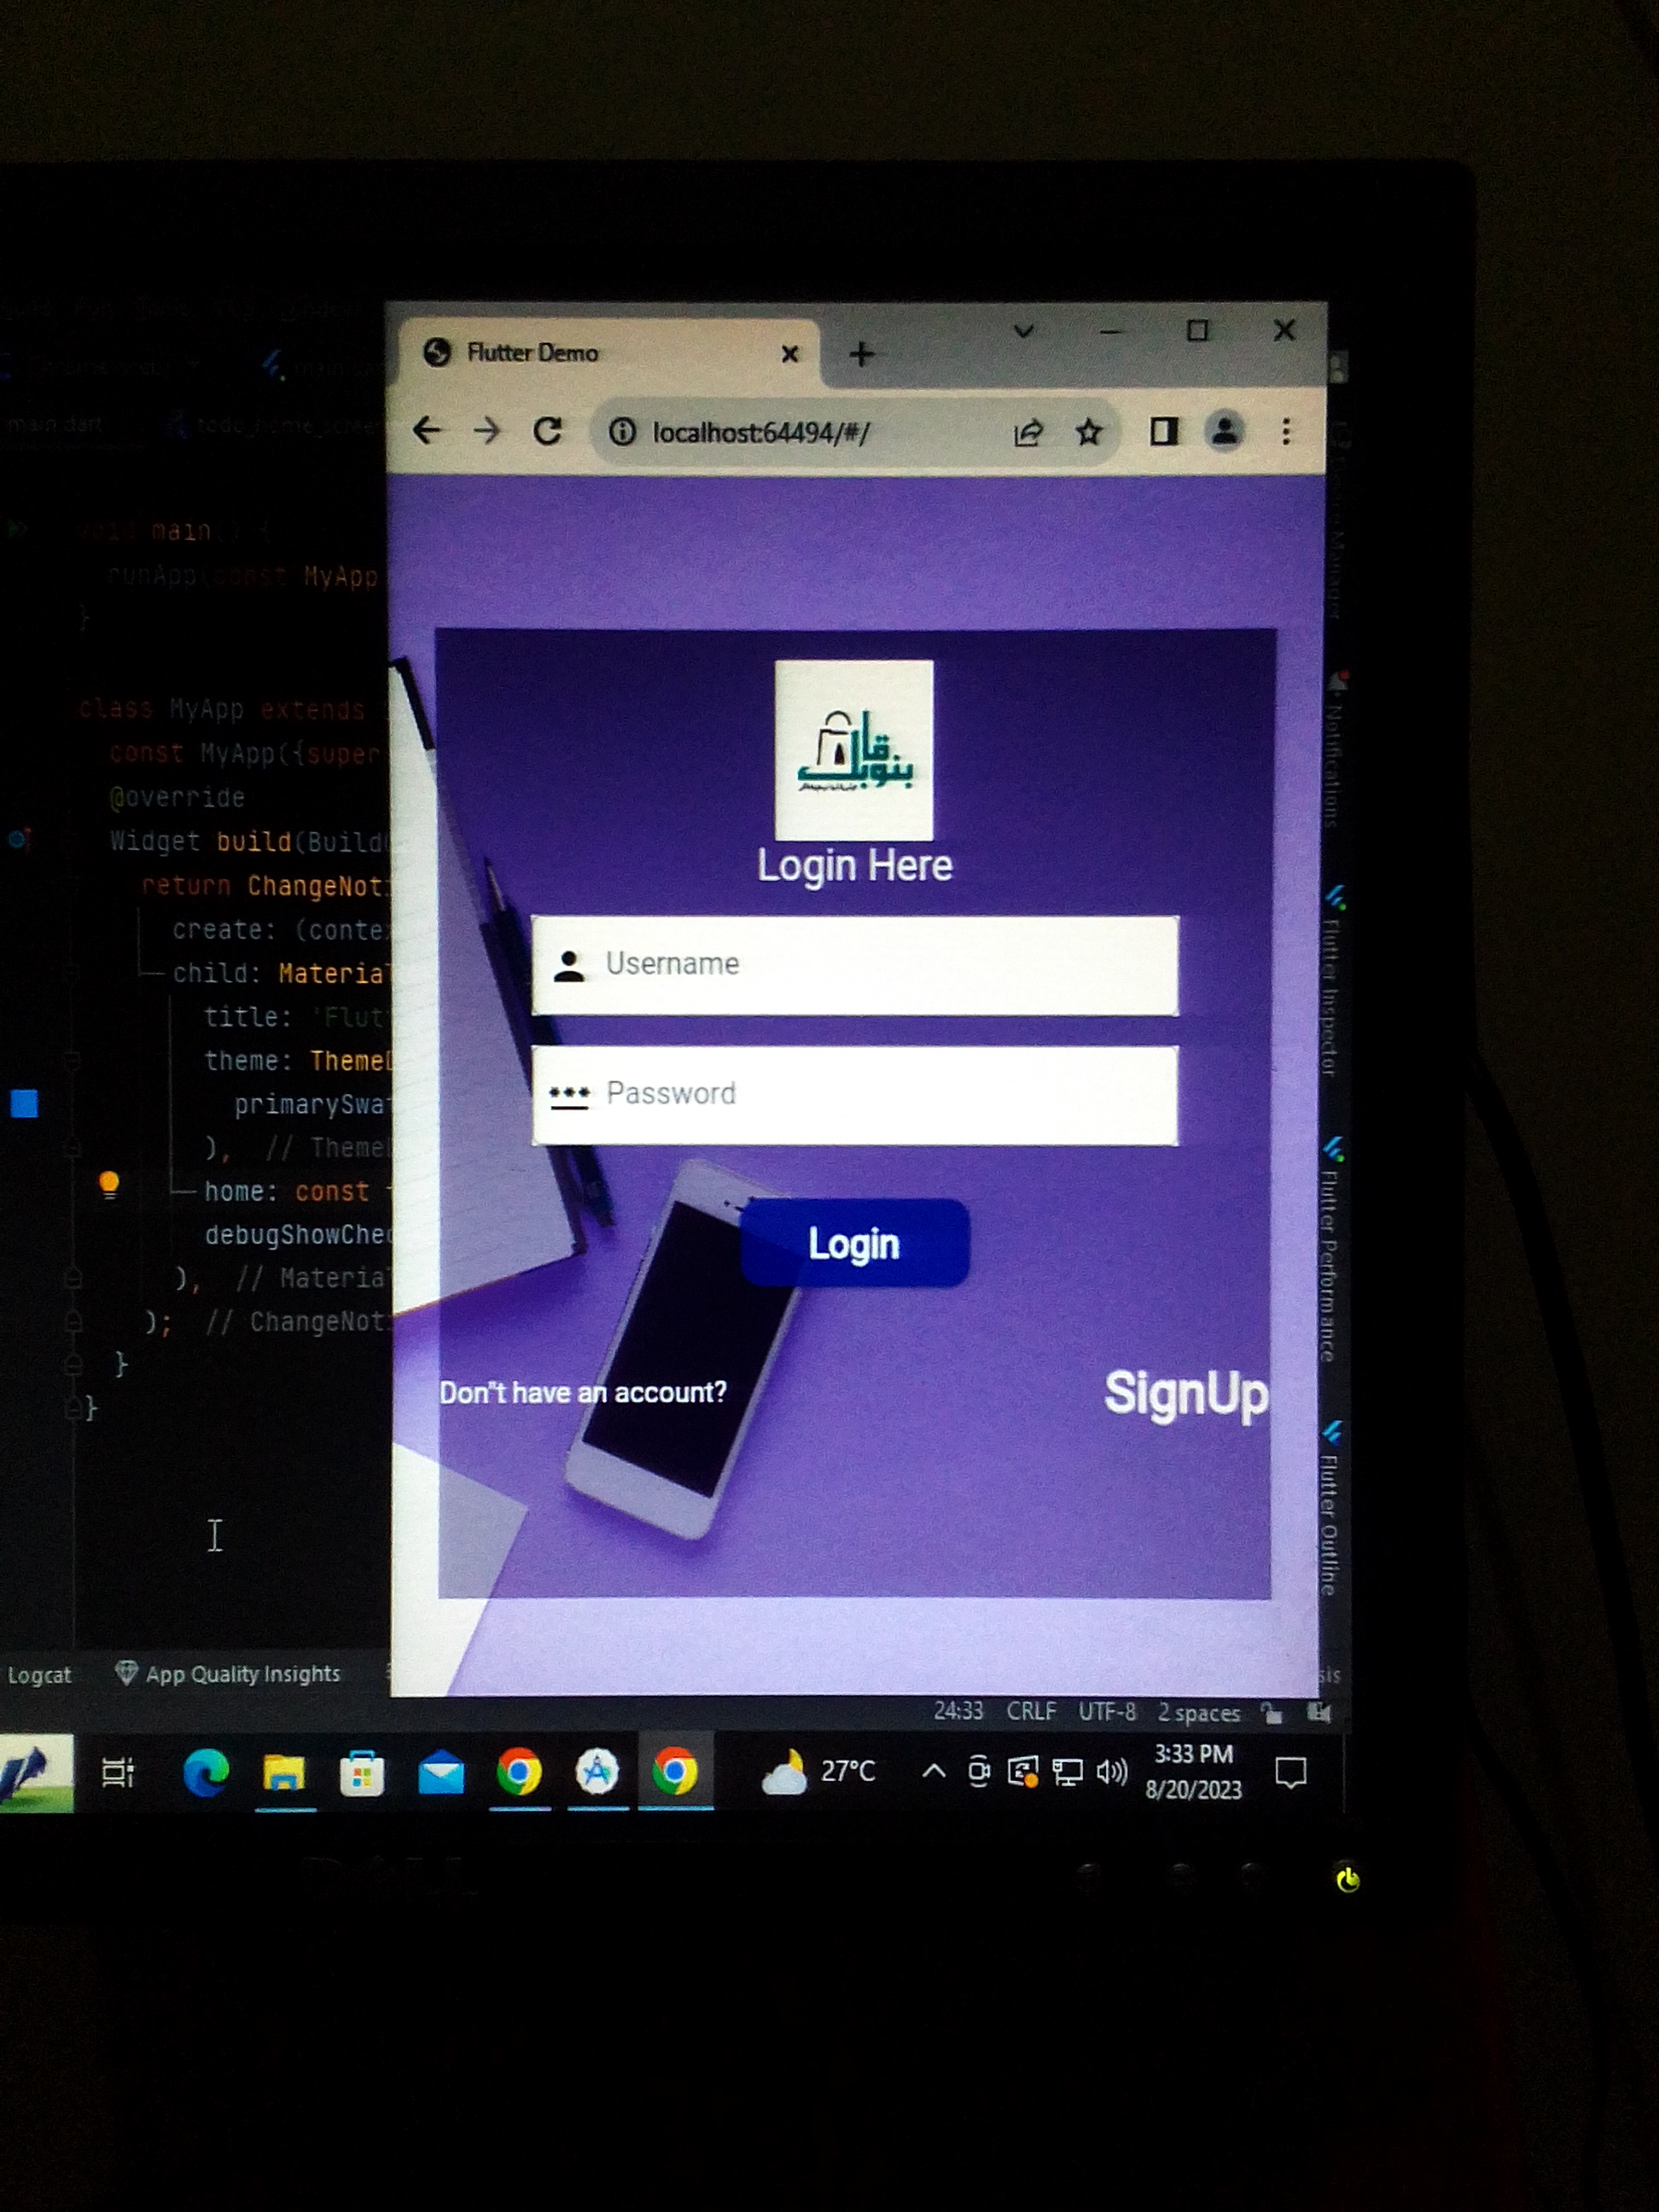 Flutter Demo
localhost:64494/#/
main.dart
todo_home_scree
void main() {
runApp(const MyApp
}
class MyApp extends
const MyApp({super
@override
Widget build(Build
return ChangeNot
create: (conte
child: Materia
title: 'Flut
theme: Theme
primarySwa
), // Theme
home: const
debugShowChe
), // Materia
); // ChangeNot
}
}
قا
بنوبك
Login Here
Username
Password
Login
Don"t have an account?
SignUp
Notifications
Flutter Inspector
Flutter Performance
Flutter Outline
Logcat
App Quality Insights
sis
24:33 CRLF UTF-8 2 spaces
27°C
3:33 PM
8/20/2023
DELL